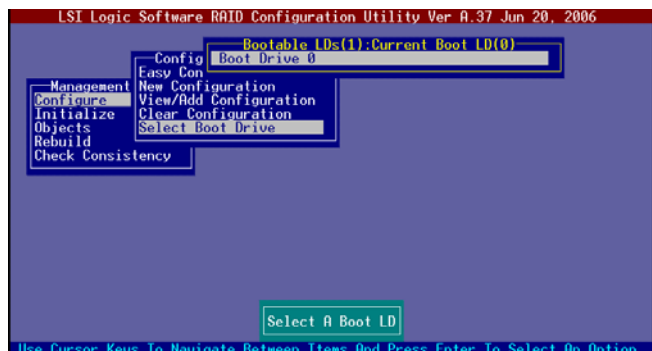 LSI Logic Software RAID Configuration Utility Ver A.37 Jun 20, 2006
Bootable LDs(1):Current Boot LD(0)
Boot Drive 0
Config
Easy Con
New Configuration
View/Add Configuration
Clear Configuration
Select Boot Drive
Management
Configure
Initialize
Objects
Rebuild
Check Consistency
Select A Boot LD
Use Cursor Keys To Navigate Between Items And Press Enter To Select An Option